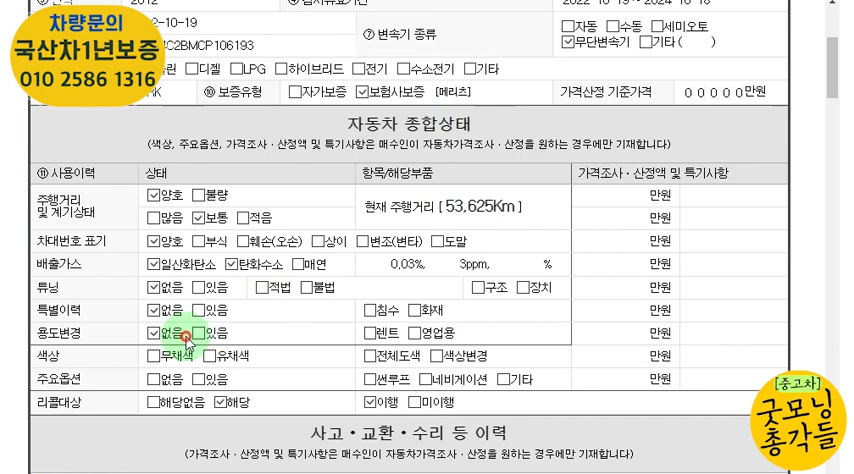 차량문의
국산차1년보증
010 2586 1316
2012
2022-10-19 ~ 2024-10-18
2-10-19
C2BMCP106193
⑦ 변속기 종류
□자동 □수동 □세미오토
☑무단변속기 □기타 ( )
린 □디젤 □LPG □하이브리드 □전기 □수소전기 □기타
⑩ 보증유형 □자가보증 ☑보험사보증 [메리츠] 가격산정 기준가격 0 0 0 0 0 만원
자동차 종합상태
(색상, 주요옵션, 가격조사·산정액 및 특기사항은 매수인이 자동차가격조사·산정을 원하는 경우에만 기재합니다)
⑪ 사용이력 상태 항목/해당부품 가격조사·산정액 및 특기사항
주행거리
및 계기상태
☑양호 □불량 만원
현재 주행거리 [ 53,625Km ]
□많음 ☑보통 □적음 만원
차대번호 표기 ☑양호 □부식 □훼손(오손) □상이 □변조(변타) □도말 만원
배출가스 ☑일산화탄소 ☑탄화수소 □매연 0.03%, 3ppm, % 만원
튜닝 ☑없음 □있음 □적법 □불법 □구조 □장치 만원
특별이력 ☑없음 □있음 □침수 □화재 만원
용도변경 ☑없음 □있음 □렌트 □영업용 만원
색상 □무채색 □유채색 □전체도색 □색상변경 만원
주요옵션 □없음 □있음 □썬루프 □네비게이션 □기타 만원
리콜대상 □해당없음 ☑해당 ☑이행 □미이행
사고·교환·수리 등 이력
(가격조사·산정액 및 특기사항은 매수인이 자동차가격조사·산정을 원하는 경우에만 기재합니다)
[중고차]
굿모닝
총각들